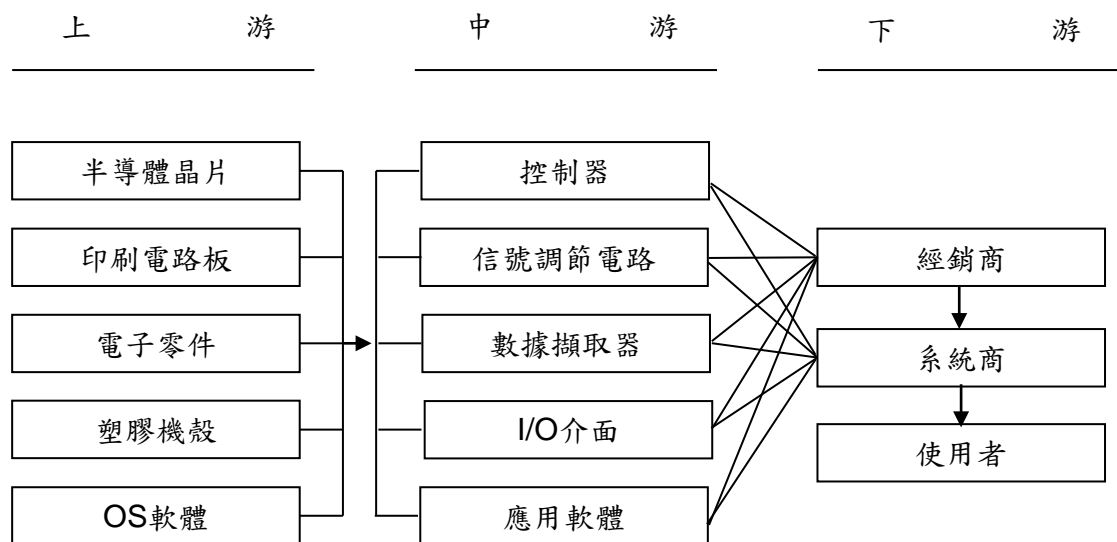 上 游
中 游
下 游
半導體晶片
印刷電路板
電子零件
塑膠機殼
OS軟體
控制器
信號調節電路
數據擷取器
I/O介面
應用軟體
經銷商
系統商
使用者